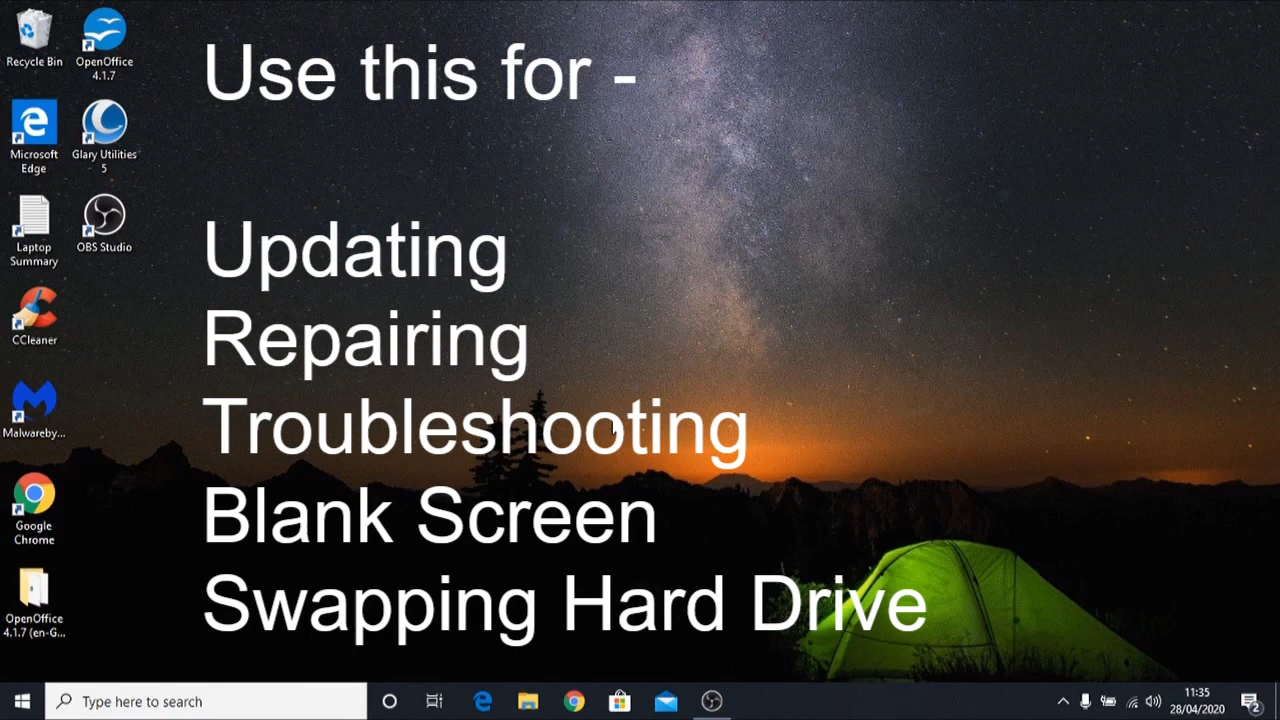 Use this for -
Updating
Repairing
Troubleshooting
Blank Screen
Swapping Hard Drive
Recycle Bin
OpenOffice
4.1.7
Microsoft
Edge
Glary Utilities
5
Laptop
Summary
OBS Studio
CCleaner
Malwareby...
Google
Chrome
OpenOffice
4.1.7 (en-G...
Type here to search
11:35
28/04/2020
2